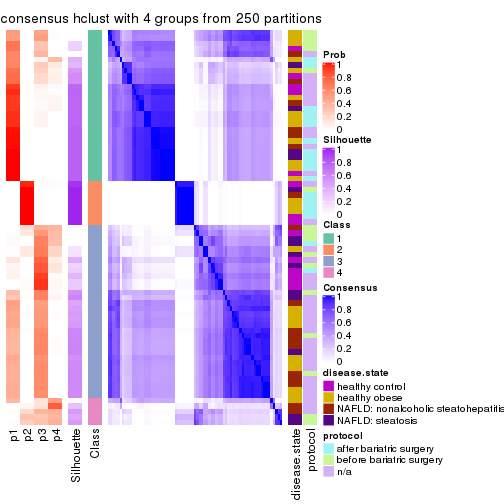 consensus hclust with 4 groups from 250 partitions
Prob
1
0.8
0.6
0.4
0.2
0
Silhouette
1
0.8
0.6
0.4
0.2
0
Class
1
2
3
4
Consensus
1
0.8
0.6
0.4
0.2
0
disease.state
healthy control
healthy obese
NAFLD: nonalcoholic steatohepatitis
NAFLD: steatosis
protocol
after bariatric surgery
before bariatric surgery
n/a
p1
p2
p3
p4
Silhouette
Class
disease.state
protocol